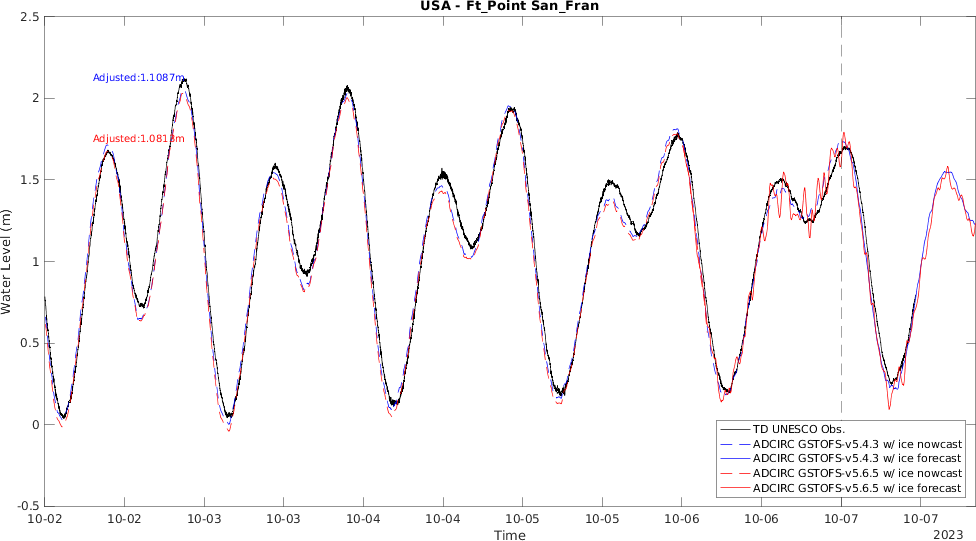 USA - Ft_Point San_Fran
2.5
2
1.5
1
0.5
0
-0.5
Water Level (m)
Adjusted:1.1087m
Adjusted:1.0818m
TD UNESCO Obs.
ADCIRC GSTOFS-v5.4.3 w/ ice nowcast
ADCIRC GSTOFS-v5.4.3 w/ ice forecast
ADCIRC GSTOFS-v5.6.5 w/ ice nowcast
ADCIRC GSTOFS-v5.6.5 w/ ice forecast
10-02 10-02 10-03 10-03 10-04 10-04 10-05 10-05 10-06 10-06 10-07 10-07
Time
2023